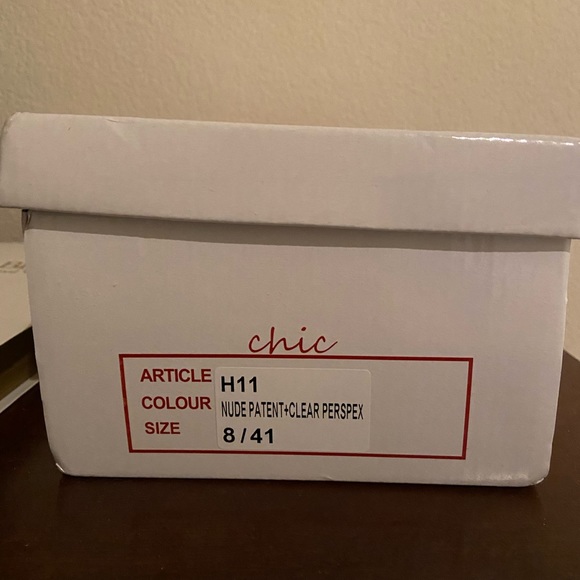 chic
ARTICLE H11
COLOUR NUDE PATENT+CLEAR PERSPEX
SIZE 8/41